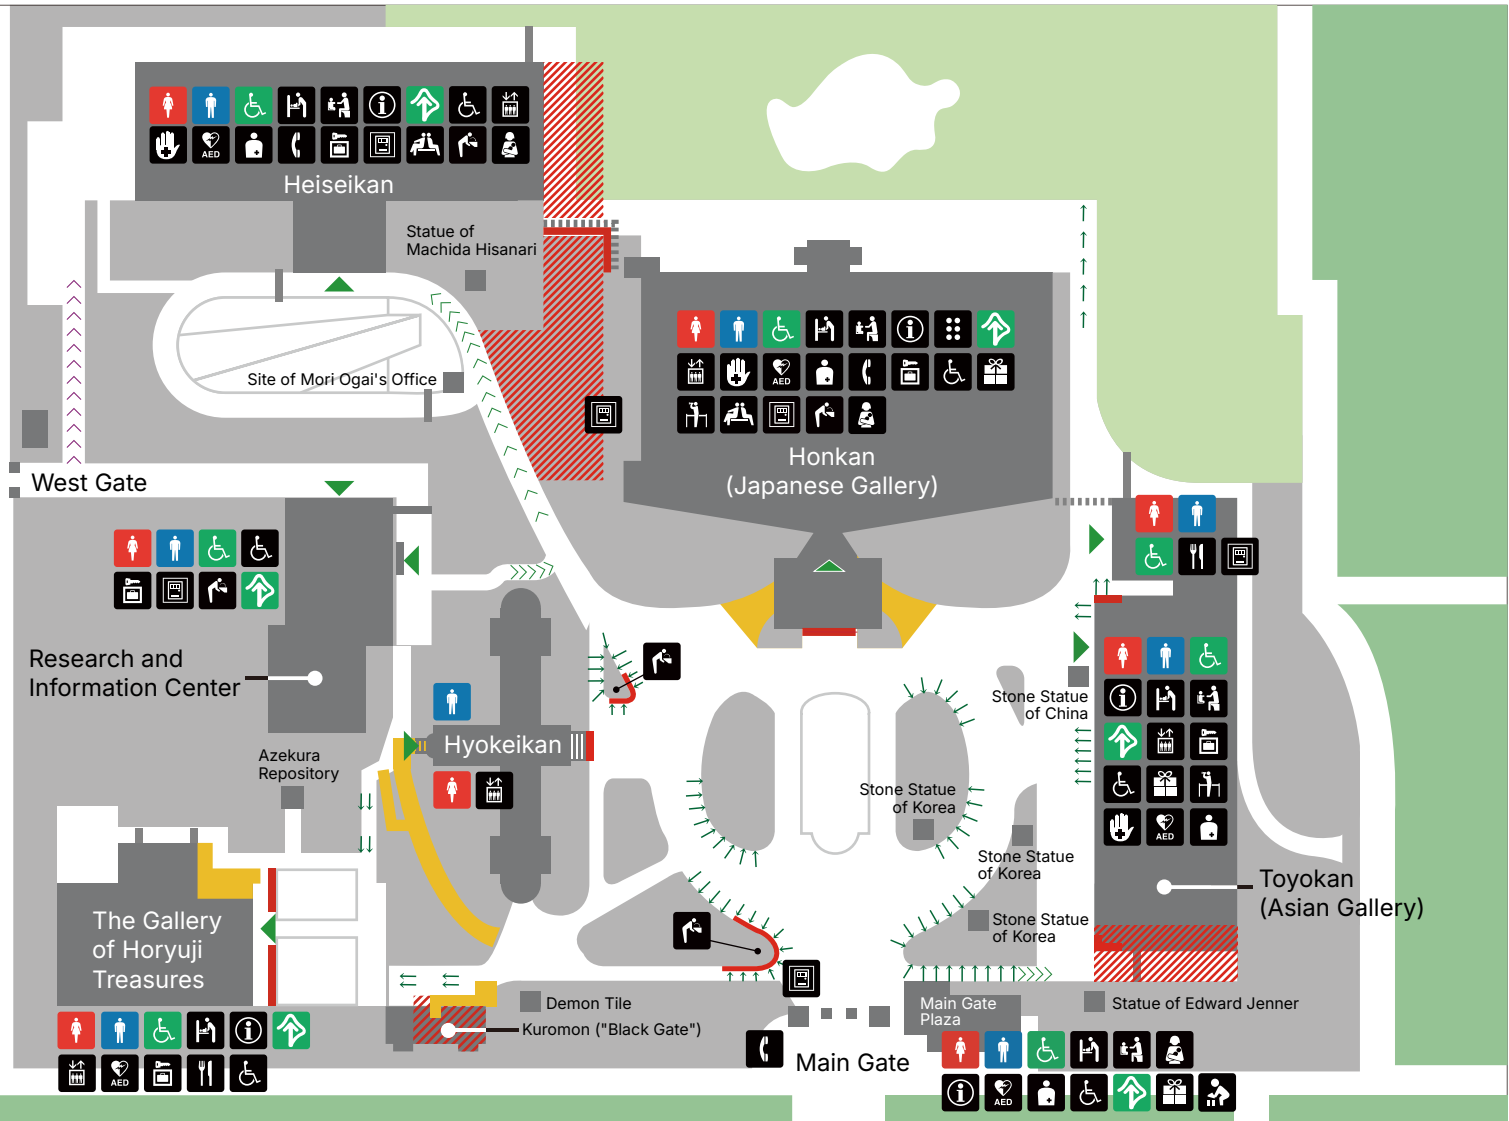 AED
Heiseikan
Statue of
Machida Hisanari
Site of Mori Ogai's Office
AED
Honkan
(Japanese Gallery)
West Gate
Research and
Information Center
Hyokeikan
Azekura
Repository
Stone Statue
of China
Stone Statue
of Korea
Stone Statue
of Korea
Stone Statue
of Korea
AED
Toyokan
(Asian Gallery)
The Gallery
of Horyuji
Treasures
Demon Tile
Kuromon ("Black Gate")
Main Gate
Plaza
Statue of Edward Jenner
Main Gate
AED
AED